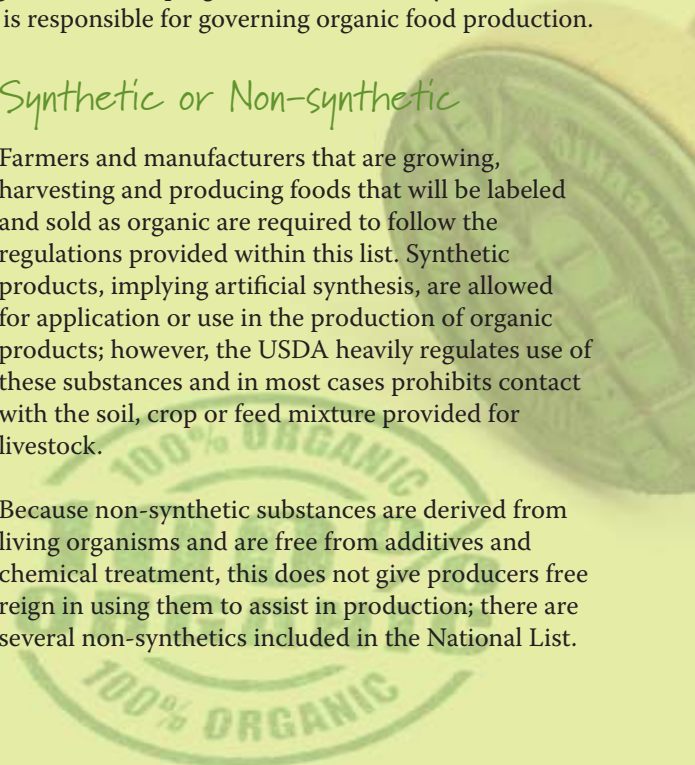 is responsible for governing organic food production.
Synthetic or Non-synthetic
Farmers and manufacturers that are growing,
harvesting and producing foods that will be labeled
and sold as organic are required to follow the
regulations provided within this list. Synthetic
products, implying artificial synthesis, are allowed
for application or use in the production of organic
products; however, the USDA heavily regulates use of
these substances and in most cases prohibits contact
with the soil, crop or feed mixture provided for
livestock.
100% ORGANIC
Because non-synthetic substances are derived from
living organisms and are free from additives and
chemical treatment, this does not give producers free
reign in using them to assist in production; there are
several non-synthetics included in the National List.
100%
ORGANIC
100% ORGANIC